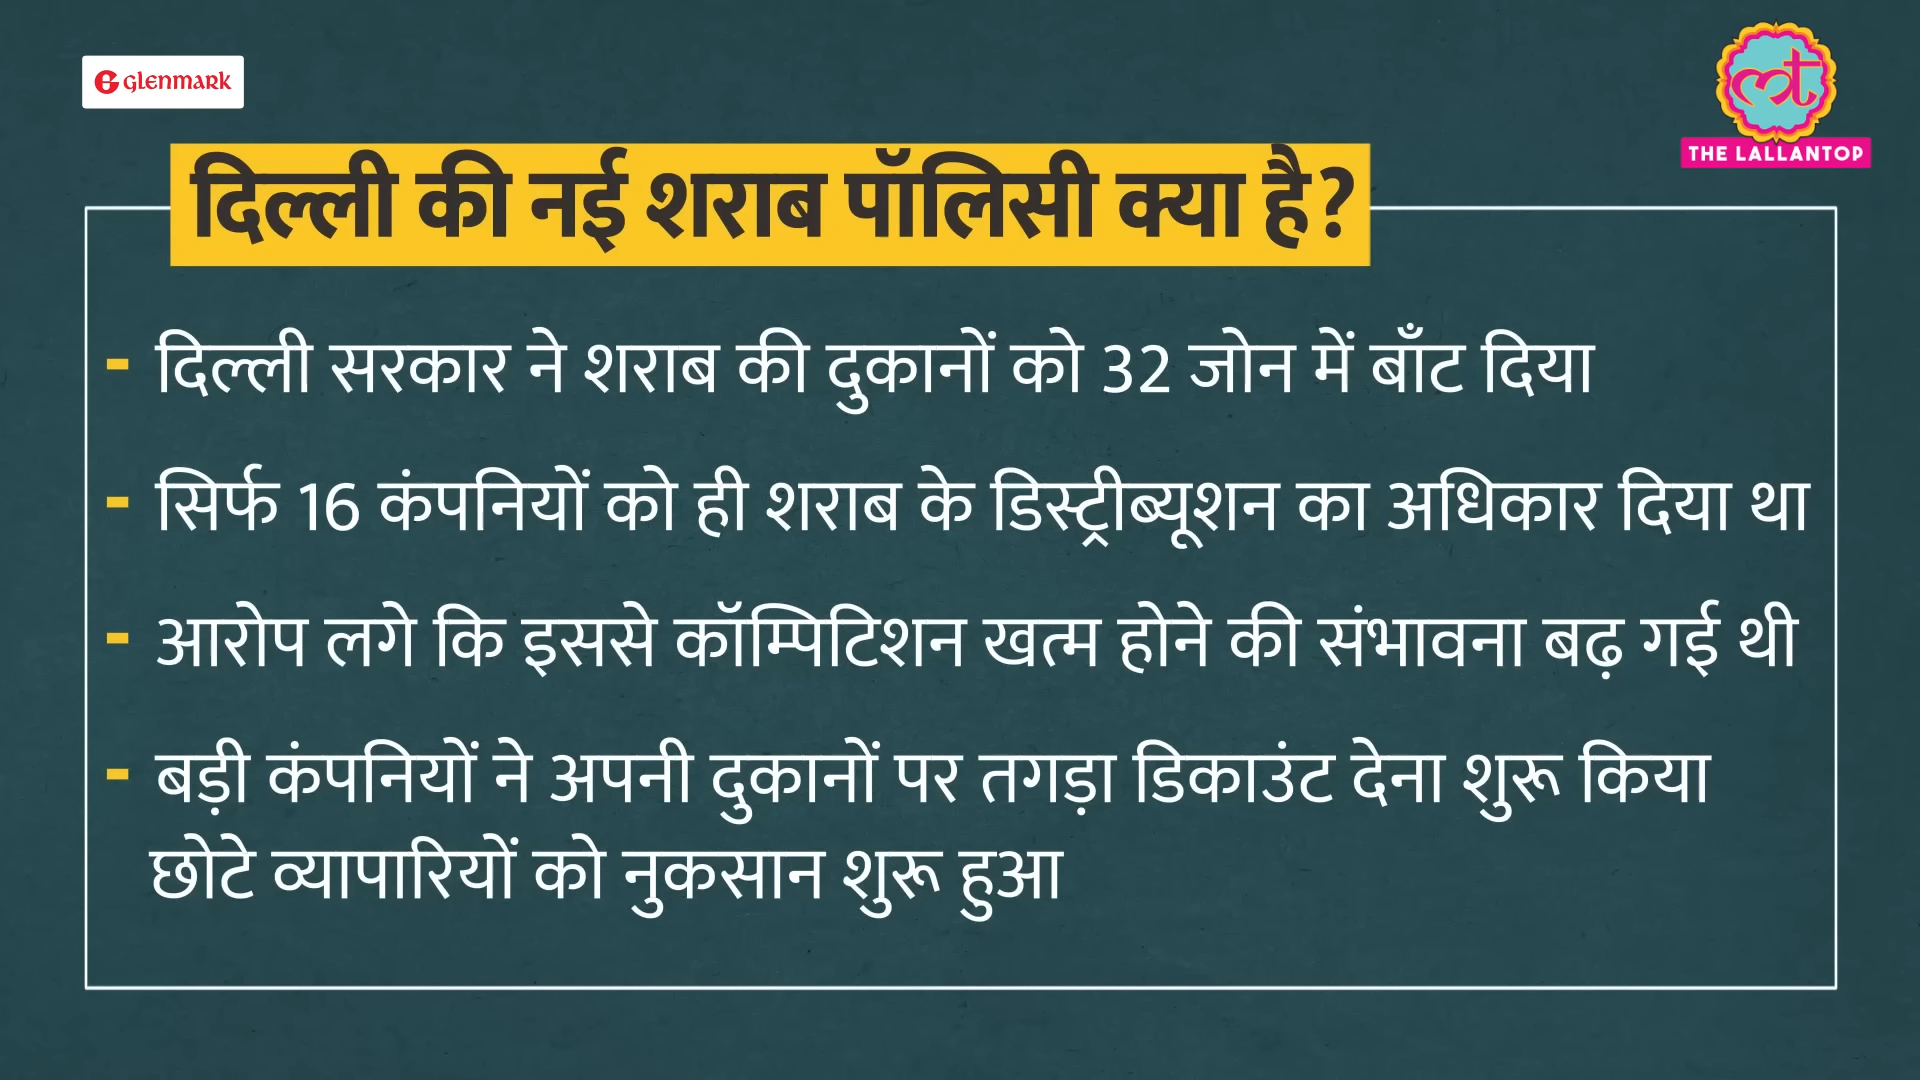 GLENMARK
THE LALLANTOP
दिल्ली की नई शराब पॉलिसी क्या है?
- दिल्ली सरकार ने शराब की दुकानों को 32 जोन में बाँट दिया
- सिर्फ 16 कंपनियों को ही शराब के डिस्ट्रीब्यूशन का अधिकार दिया था
- आरोप लगे कि इससे कॉम्पिटिशन खत्म होने की संभावना बढ़ गई थी
- बड़ी कंपनियों ने अपनी दुकानों पर तगड़ा डिकाउंट देना शुरू किया
छोटे व्यापारियों को नुकसान शुरू हुआ